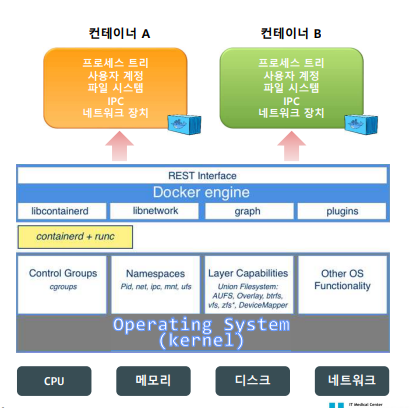 컨테이너 A
컨테이너 B
프로세스 트리
사용자 계정
파일 시스템
IPC
네트워크 장치
프로세스 트리
사용자 계정
파일 시스템
IPC
네트워크 장치
REST Interface
Docker engine
libcontainerd
libnetwork
graph
plugins
containerd + runc
Control Groups
cgroups
Namespaces
Pid, net, ipc, mnt, ufs
Layer Capabilities
Union Filesystem:
AUFS, Overlay, btrfs,
vfs, zfs*, DeviceMapper
Other OS
Functionality
Operating System
(kernel)
CPU
메모리
디스크
네트워크
IT Medical Center